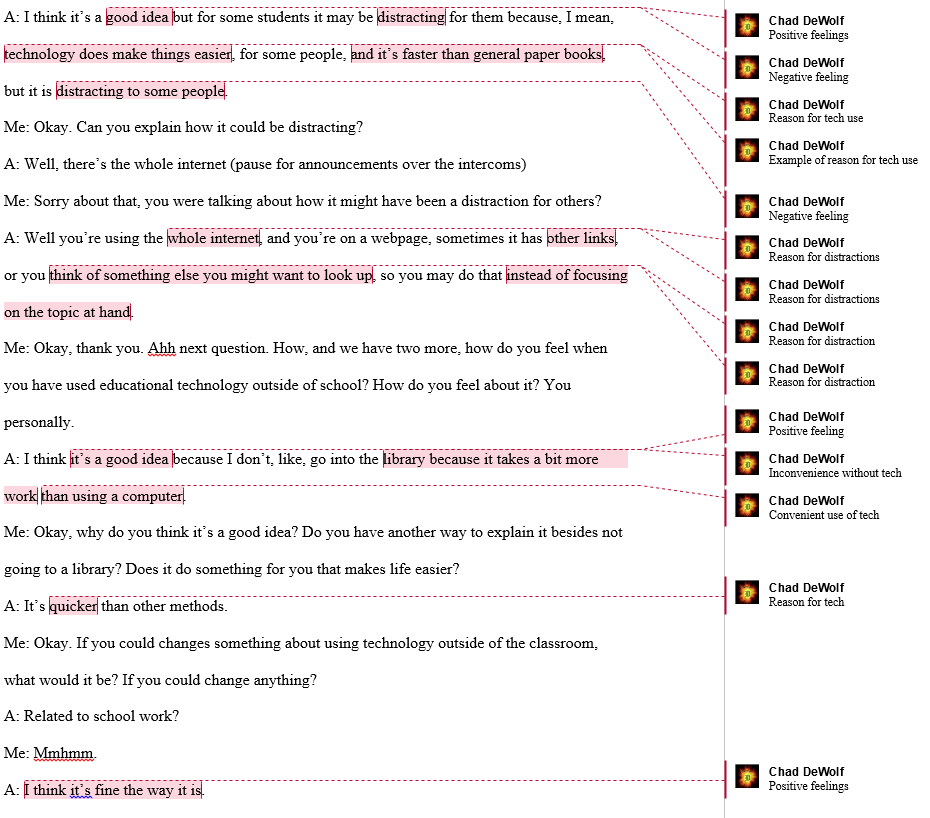 A: I think it’s a good idea but for some students it may be distracting for them because, I mean,
technology does make things easier, for some people, and it’s faster than general paper books,
but it is distracting to some people.
Me: Okay. Can you explain how it could be distracting?
A: Well, there’s the whole internet (pause for announcements over the intercoms)
Me: Sorry about that, you were talking about how it might have been a distraction for others?
A: Well you’re using the whole internet, and you’re on a webpage, sometimes it has other links,
or you think of something else you might want to look up, so you may do that instead of focusing
on the topic at hand.
Me: Okay, thank you. Ahh next question. How, and we have two more, how do you feel when
you have used educational technology outside of school? How do you feel about it? You
personally.
A: I think it’s a good idea because I don’t, like, go into the library because it takes a bit more
work than using a computer.
Me: Okay, why do you think it’s a good idea? Do you have another way to explain it besides not
going to a library? Does it do something for you that makes life easier?
A: It’s quicker than other methods.
Me: Okay. If you could changes something about using technology outside of the classroom,
what would it be? If you could change anything?
A: Related to school work?
Me: Mmhmm.
A: I think it’s fine the way it is.
Chad DeWolf
Positive feelings
Chad DeWolf
Negative feeling
Chad DeWolf
Reason for tech use
Chad DeWolf
Example of reason for tech use
Chad DeWolf
Negative feeling
Chad DeWolf
Reason for distractions
Chad DeWolf
Reason for distractions
Chad DeWolf
Reason for distraction
Chad DeWolf
Reason for distraction
Chad DeWolf
Positive feeling
Chad DeWolf
Inconvenience without tech
Chad DeWolf
Convenient use of tech
Chad DeWolf
Reason for tech
Chad DeWolf
Positive feelings